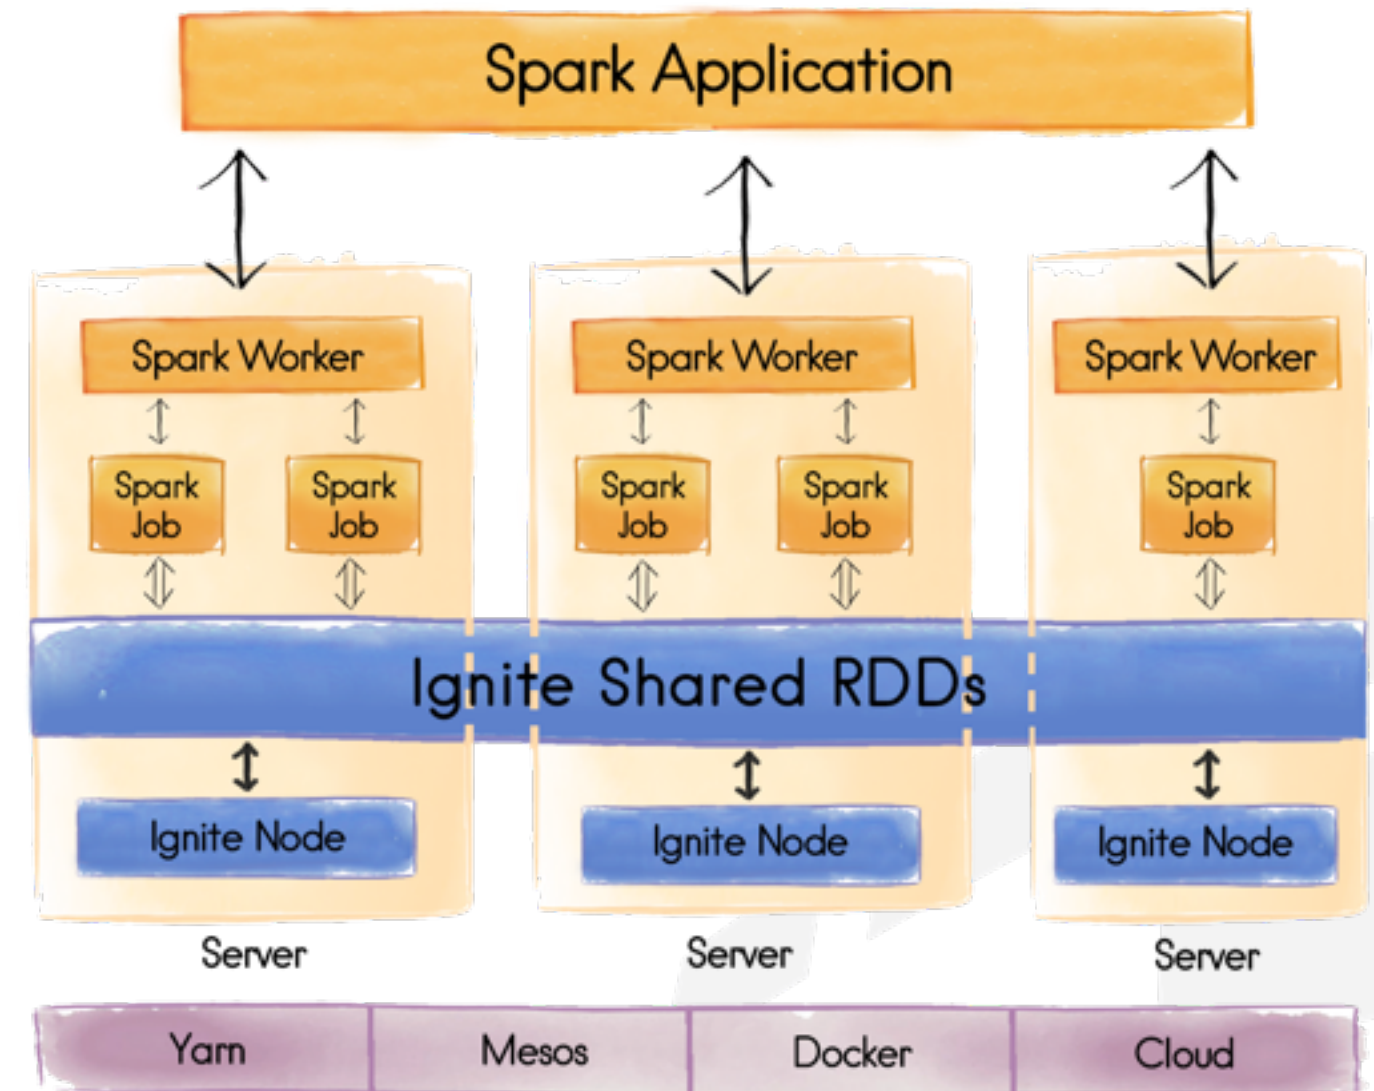 Spark Application
Spark Worker
Spark Worker
Spark Worker
Spark
Job
Spark
Job
Spark
Job
Spark
Job
Spark
Job
Ignite Shared RDDs
Ignite Node
Ignite Node
Ignite Node
Server
Server
Server
Yarn
Mesos
Docker
Cloud